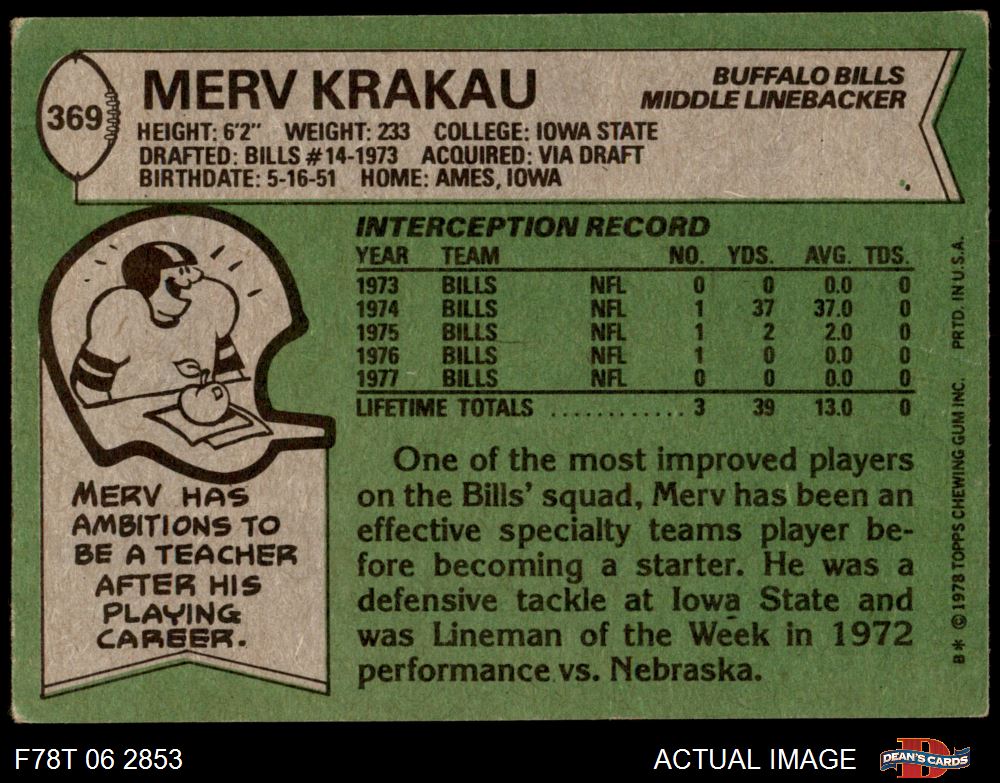 369
MERV KRAKAU
BUFFALO BILLS
MIDDLE LINEBACKER
HEIGHT: 6'2" WEIGHT: 233 COLLEGE: IOWA STATE
DRAFTED: BILLS #14-1973 ACQUIRED: VIA DRAFT
BIRTHDATE: 5-16-51 HOME: AMES, IOWA
INTERCEPTION RECORD
YEAR TEAM NO. YDS. AVG. TDS.
1973 BILLS NFL 0 0 0.0 0
1974 BILLS NFL 1 37 37.0 0
1975 BILLS NFL 1 2 2.0 0
1976 BILLS NFL 1 0 0.0 0
1977 BILLS NFL 0 0 0.0 0
LIFETIME TOTALS ............ 3 39 13.0 0
MERV HAS
AMBITIONS TO
BE A TEACHER
AFTER HIS
PLAYING
CAREER.
One of the most improved players
on the Bills' squad, Merv has been an
effective specialty teams player be-
fore becoming a starter. He was a
defensive tackle at Iowa State and
was Lineman of the Week in 1972
performance vs. Nebraska.
B* © 1978 TOPPS CHEWING GUM INC. PRTD. IN U.S.A.
F78T 06 2853
ACTUAL IMAGE
DEAN'S CARDS